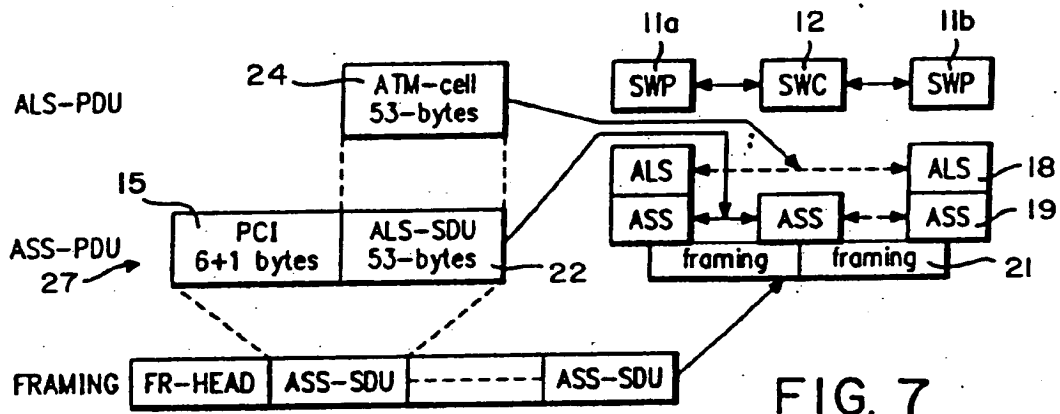 11a 12 11b
24
ALS-PDU
ATM-cell
53-bytes
SWP SWC SWP
ALS ALS 18
15
ASS-PDU
27
PCI
6+1 bytes
ALS-SDU
53-bytes
22
ASS ASS ASS 19
framing framing 21
FRAMING FR-HEAD ASS-SDU ASS-SDU
FIG. 7